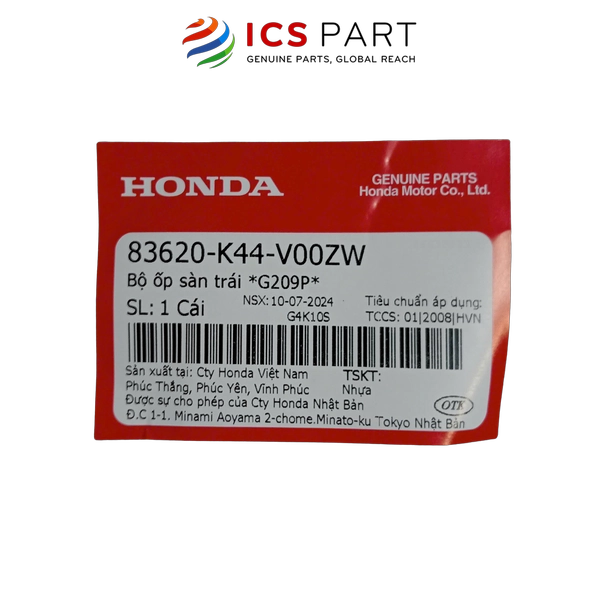 ICS PART
GENUINE PARTS, GLOBAL REACH
HONDA
GENUINE PARTS
Honda Motor Co., Ltd.
83620-K44-V00ZW
Bộ ốp sàn trái *G209P*
SL: 1 Cái
NSX: 10-07-2024
G4K10S
Tiêu chuẩn áp dụng:
TCCS: 01|2008|HVN
Sản xuất tại: Cty Honda Việt Nam
Phúc Thắng, Phúc Yên, Vĩnh Phúc
TSKT:
Nhựa
Được sự cho phép của Cty Honda Nhật Bản
Đ.C 1-1. Minami Aoyama 2-chome.Minato-ku Tokyo Nhật Bản
OTK